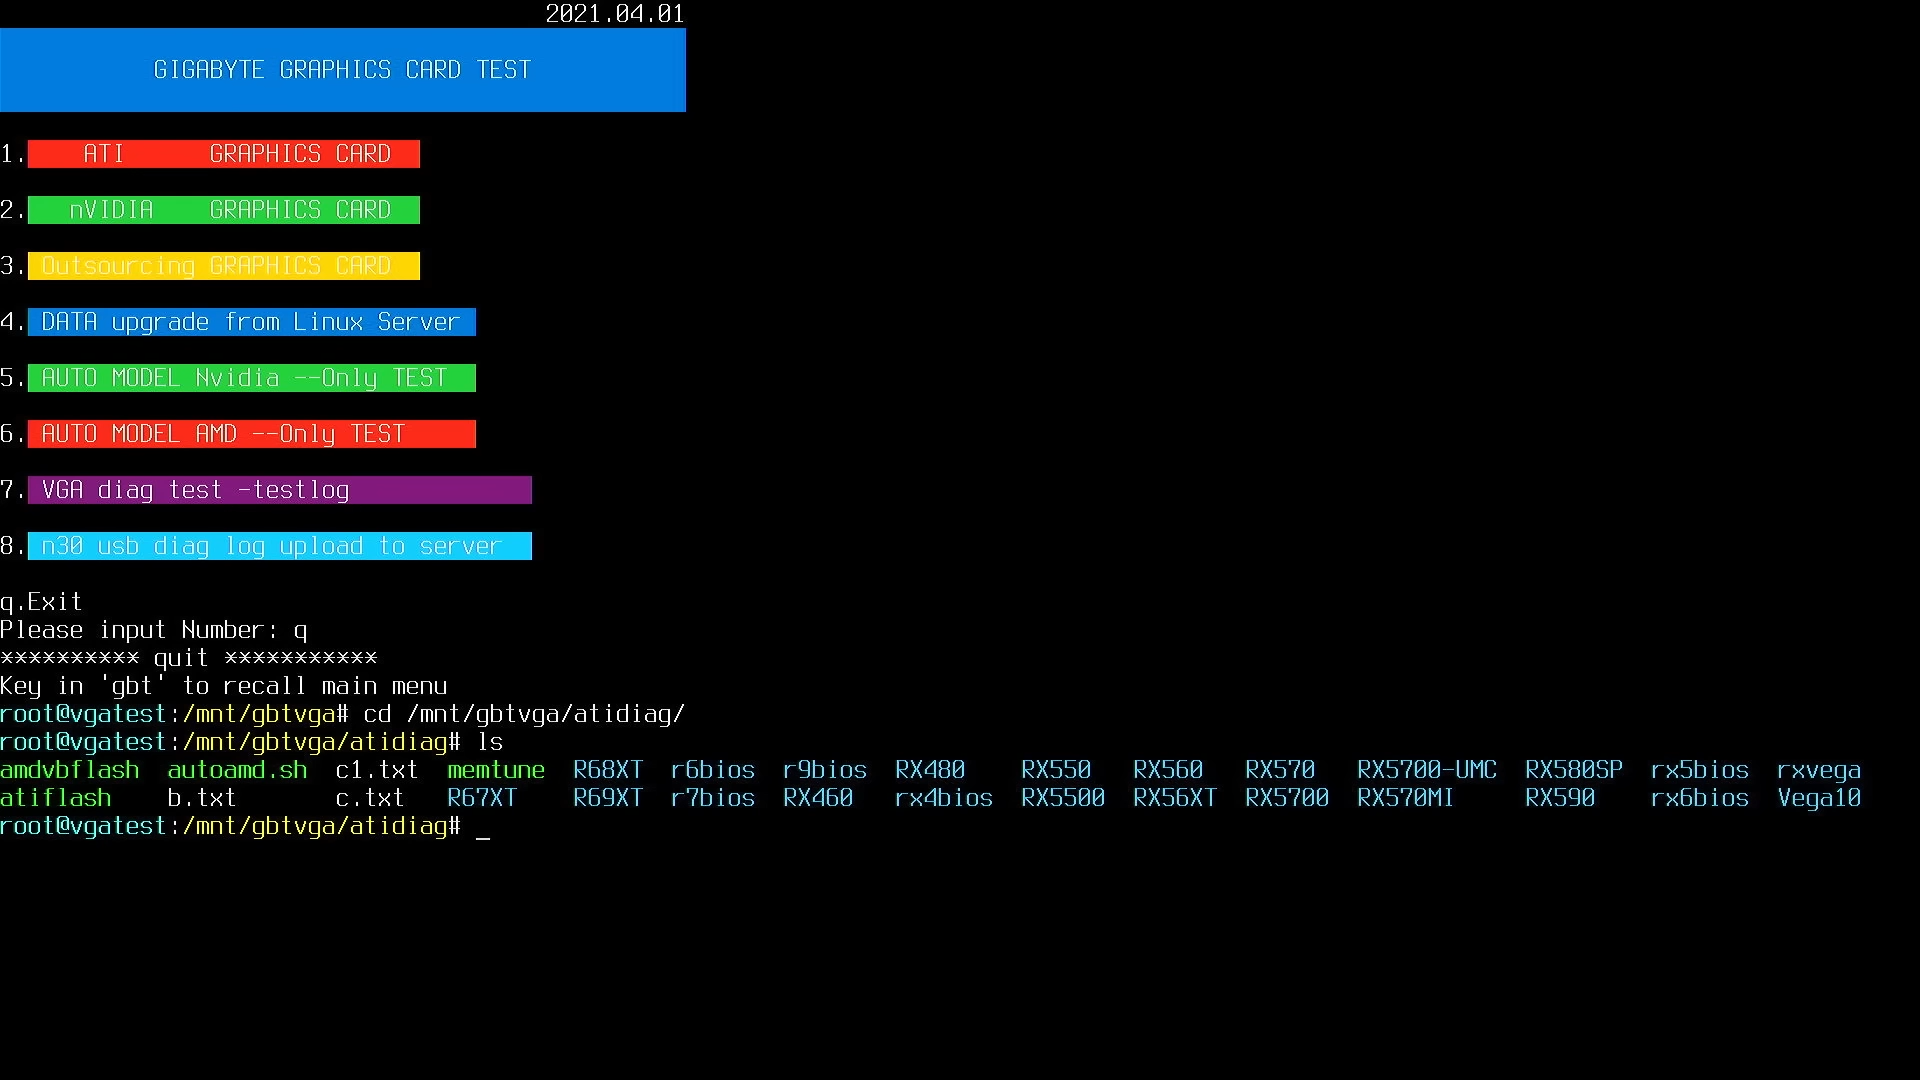 2021.04.01
GIGABYTE GRAPHICS CARD TEST
1. ATI GRAPHICS CARD
2. nVIDIA GRAPHICS CARD
3. Outsourcing GRAPHICS CARD
4. DATA upgrade from Linux Server
5. AUTO MODEL Nvidia --Only TEST
6. AUTO MODEL AMD --Only TEST
7. VGA diag test -testlog
8. n30 usb diag log upload to server
q.Exit
Please input Number: q
********** quit ***********
Key in 'gbt' to recall main menu
root@vgatest:/mnt/gbtvga# cd /mnt/gbtvga/atidiag/
root@vgatest:/mnt/gbtvga/atidiag# ls
amdvbflash autoamd.sh c1.txt memtune R68XT r6bios r9bios RX480 RX550 RX560 RX570 RX5700-UMC RX580SP rx5bios rxvega
atiflash b.txt c.txt R67XT R69XT r7bios RX460 rx4bios RX5500 RX56XT RX5700 RX570MI RX590 rx6bios Vega10
root@vgatest:/mnt/gbtvga/atidiag# _